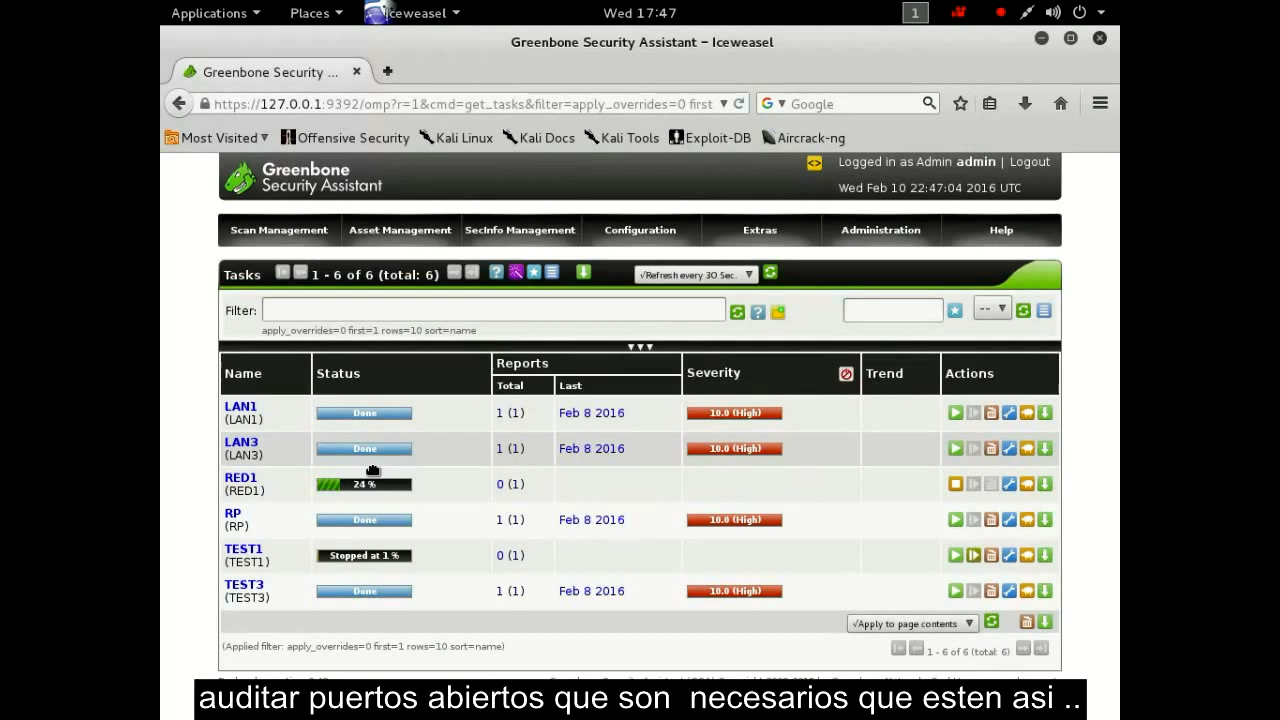 Applications Places Iceweasel Wed 17:47 1
Greenbone Security Assistant – Iceweasel
Greenbone Security ...
https://127.0.0.1:9392/omp?r=1&cmd=get_tasks&filter=apply_overrides=0 first Google
Most Visited Offensive Security Kali Linux Kali Docs Kali Tools Exploit-DB Aircrack-ng
Greenbone
Security Assistant
Logged in as Admin admin | Logout
Wed Feb 10 22:47:04 2016 UTC
Scan Management Asset Management SecInfo Management Configuration Extras Administration Help
Tasks 1 - 6 of 6 (total: 6) √Refresh every 30 Sec.
Filter: --
apply_overrides=0 first=1 rows=10 sort=name
Name Status Reports Severity Trend Actions
Total Last
LAN1 Done 1 (1) Feb 8 2016 10.0 (High)
(LAN1)
LAN3 Done 1 (1) Feb 8 2016 10.0 (High)
(LAN3)
RED1 24 % 0 (1)
(RED1)
RP Done 1 (1) Feb 8 2016 10.0 (High)
(RP)
TEST1 Stopped at 1 % 0 (1)
(TEST1)
TEST3 Done 1 (1) Feb 8 2016 10.0 (High)
(TEST3)
√Apply to page contents
(Applied filter: apply_overrides=0 first=1 rows=10 sort=name) 1 - 6 of 6 (total: 6)
auditar puertos abiertos que son necesarios que esten asi ..